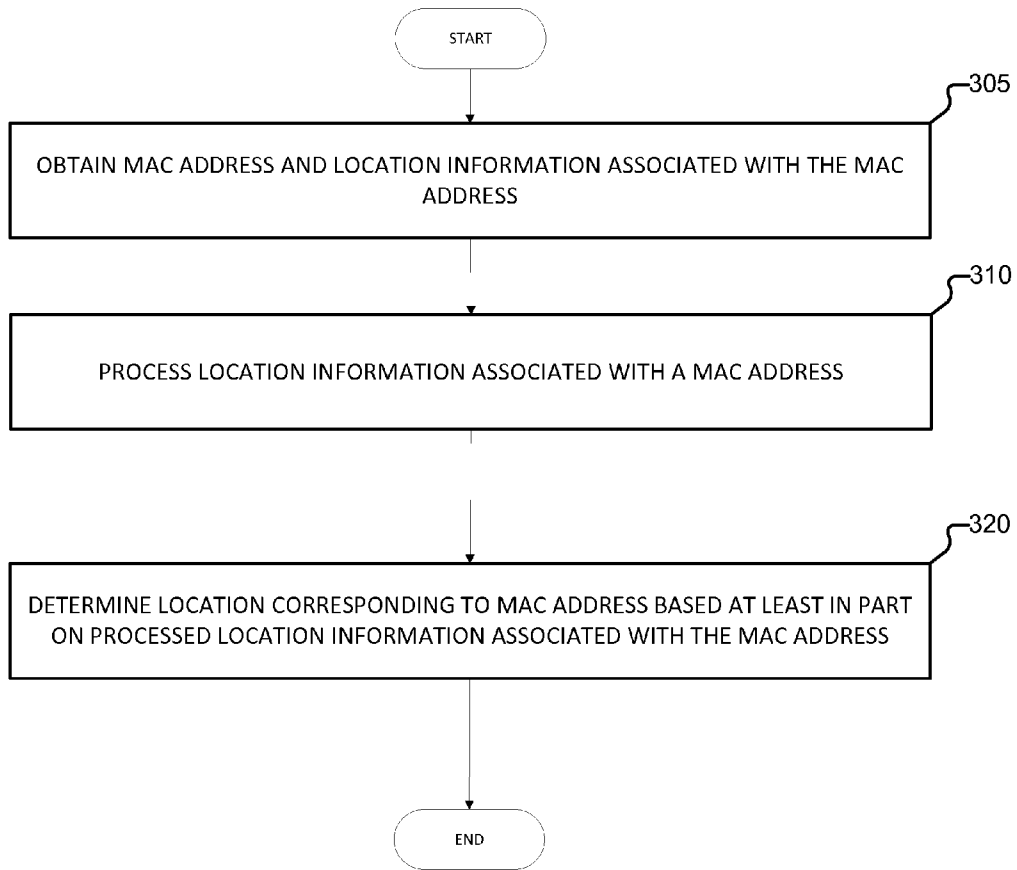 START
305
OBTAIN MAC ADDRESS AND LOCATION INFORMATION ASSOCIATED WITH THE MAC
ADDRESS
310
PROCESS LOCATION INFORMATION ASSOCIATED WITH A MAC ADDRESS
320
DETERMINE LOCATION CORRESPONDING TO MAC ADDRESS BASED AT LEAST IN PART
ON PROCESSED LOCATION INFORMATION ASSOCIATED WITH THE MAC ADDRESS
END